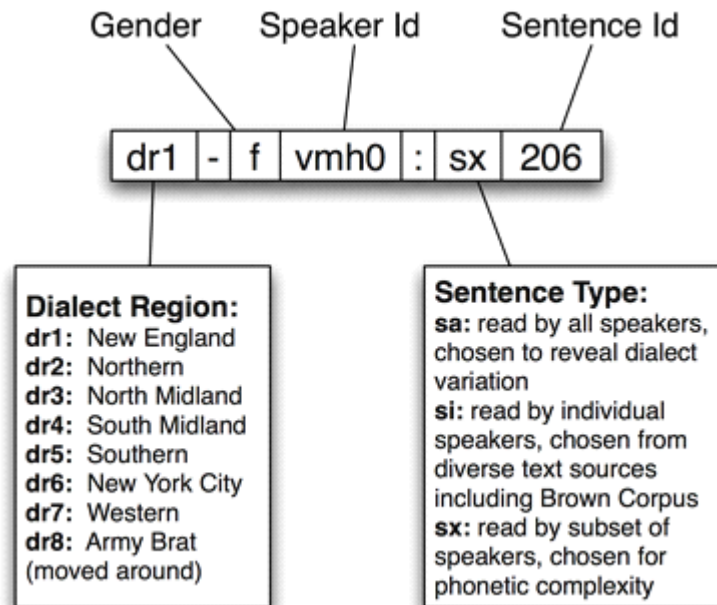 Gender Speaker Id Sentence Id
dr1 - f vmh0 : sx 206
Dialect Region:
dr1: New England
dr2: Northern
dr3: North Midland
dr4: South Midland
dr5: Southern
dr6: New York City
dr7: Western
dr8: Army Brat
(moved around)
Sentence Type:
sa: read by all speakers,
chosen to reveal dialect
variation
si: read by individual
speakers, chosen from
diverse text sources
including Brown Corpus
sx: read by subset of
speakers, chosen for
phonetic complexity